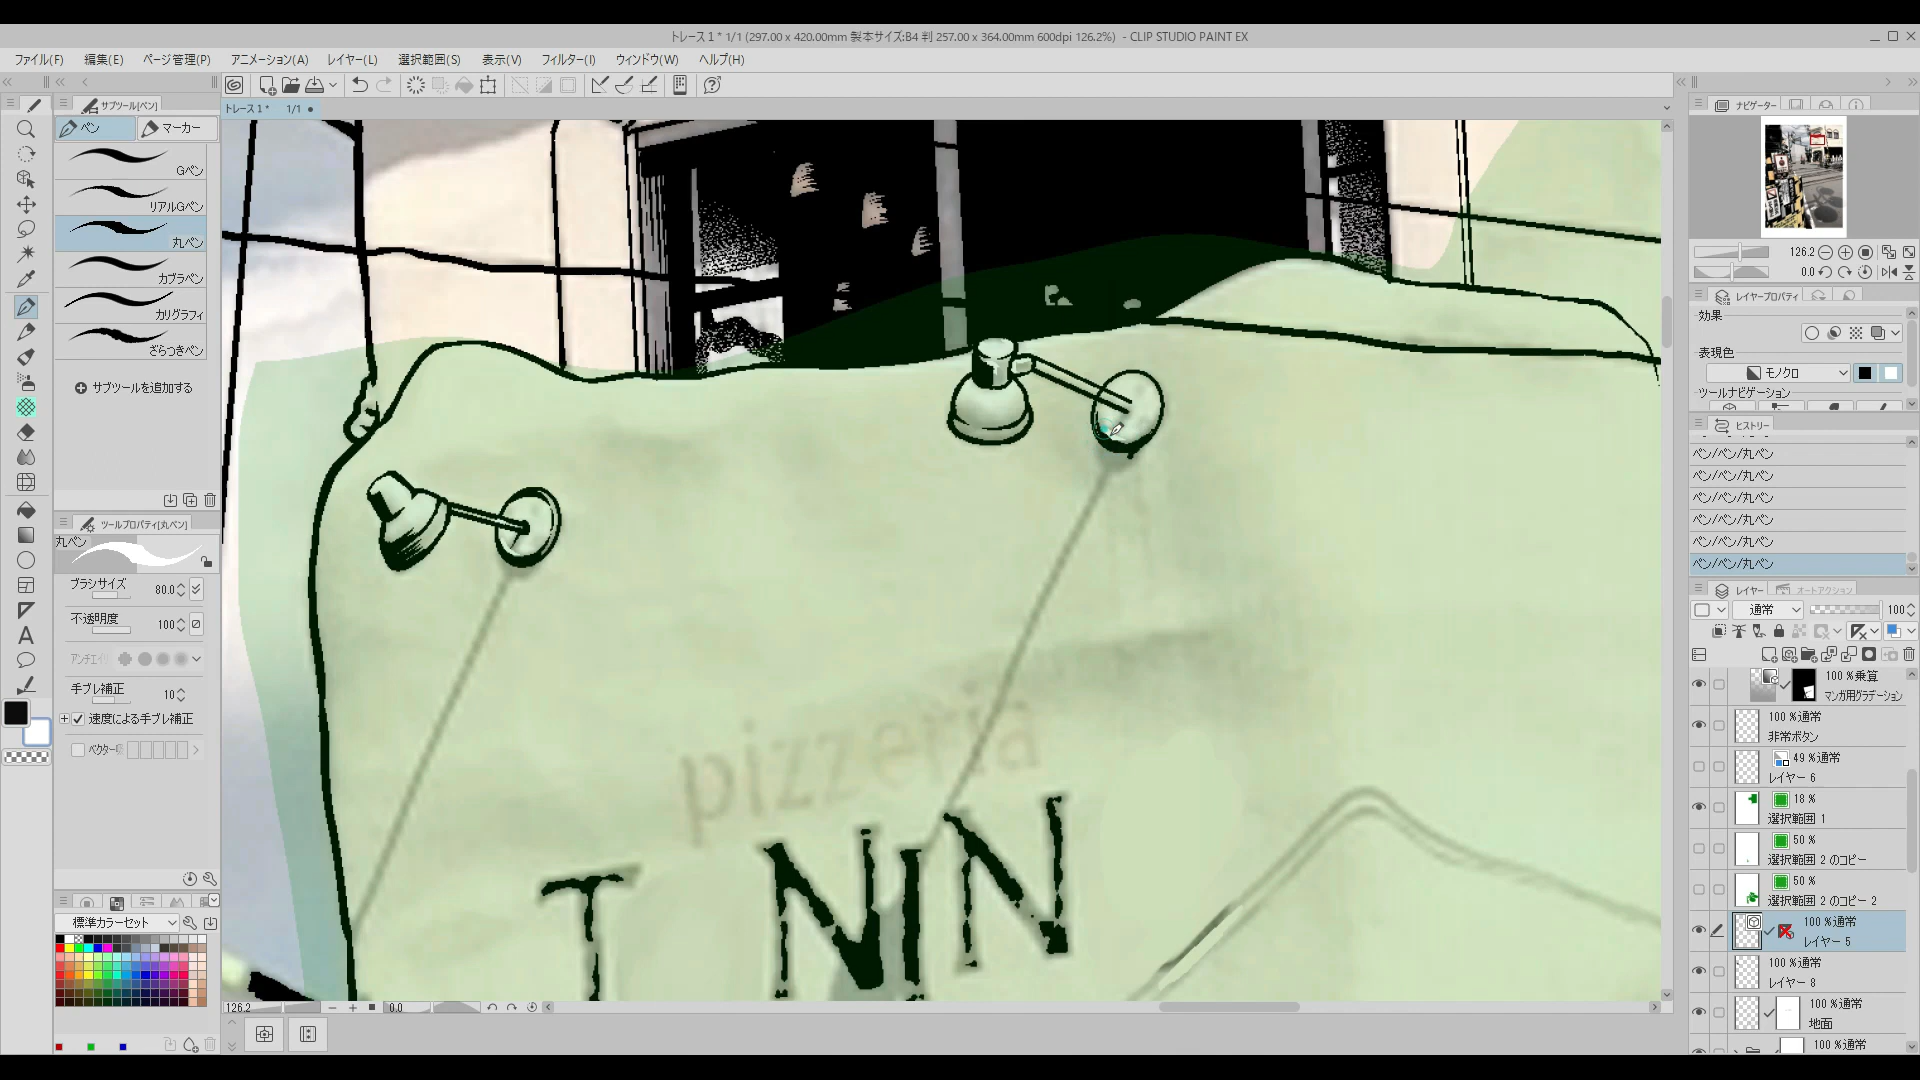 トレース 1 * 1/1 (297.00 x 420.00mm 製本サイズ:B4 判 257.00 x 364.00mm 600dpi 126.2%)  - CLIP STUDIO PAINT EX
ファイル(F) 編集(E) ページ管理(P) アニメーション(A) レイヤー(L) 選択範囲(S) 表示(V) フィルター(I) ウィンドウ(W) ヘルプ(H)
サブツール[ペン]
トレース 1 * 1/1
ナビゲーター
ペン マーカー
Gペン
リアルGペン
丸ペン
カブラペン
カリグラフィ
ざらつきペン
サブツールを追加する
126.2
0.0
レイヤープロパティ
効果
表現色
モノクロ
ツールナビゲーション
ヒストリー
ペン/ペン/丸ペン
ペン/ペン/丸ペン
ペン/ペン/丸ペン
ペン/ペン/丸ペン
ペン/ペン/丸ペン
ペン/ペン/丸ペン
ツールプロパティ[丸ペン]
丸ペン
ブラシサイズ 80.0
不透明度 100
手ブレ補正 10
速度による手ブレ補正
レイヤー オートアクション
通常 100
100 %乗算
マンガ用グラデーション
100 %通常
非常ボタン
49 %通常
レイヤー 6
18 %
選択範囲 1
50 %
選択範囲 2 のコピー
50 %
選択範囲 2 のコピー 2
100 %通常
レイヤー 5
100 %通常
レイヤー 8
100 %通常
地面
100 %通常
標準カラーセット
pizzeria
T NIN
126.2 0.0